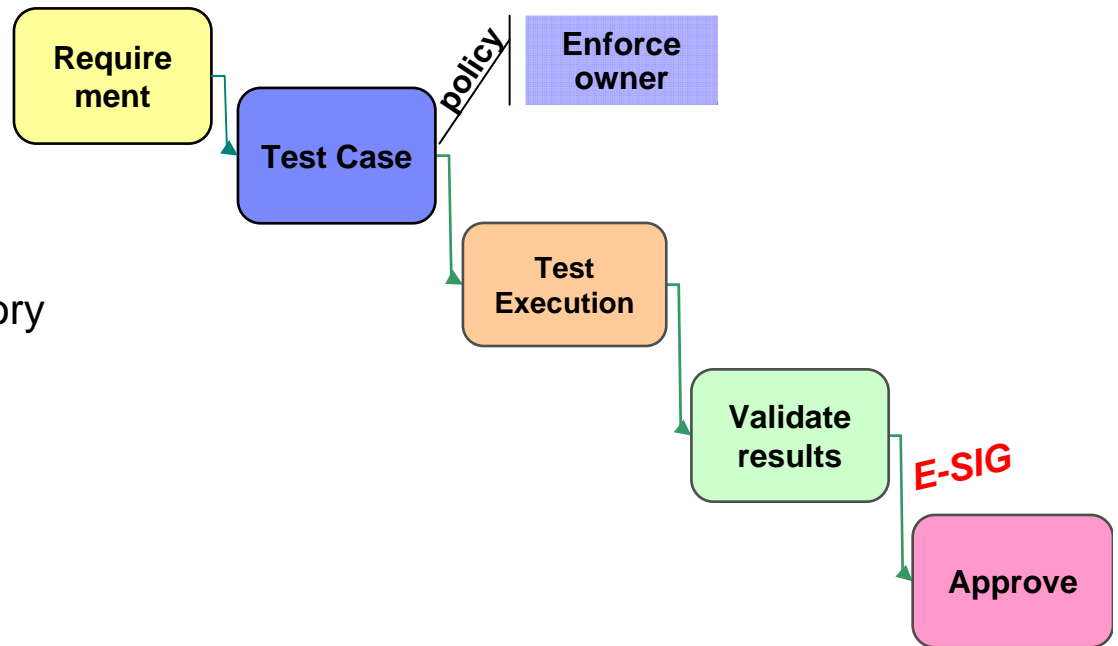 Require
ment
policy
Enforce
owner
Test Case
Test
Execution
ory
Validate
results
E-SIG
Approve